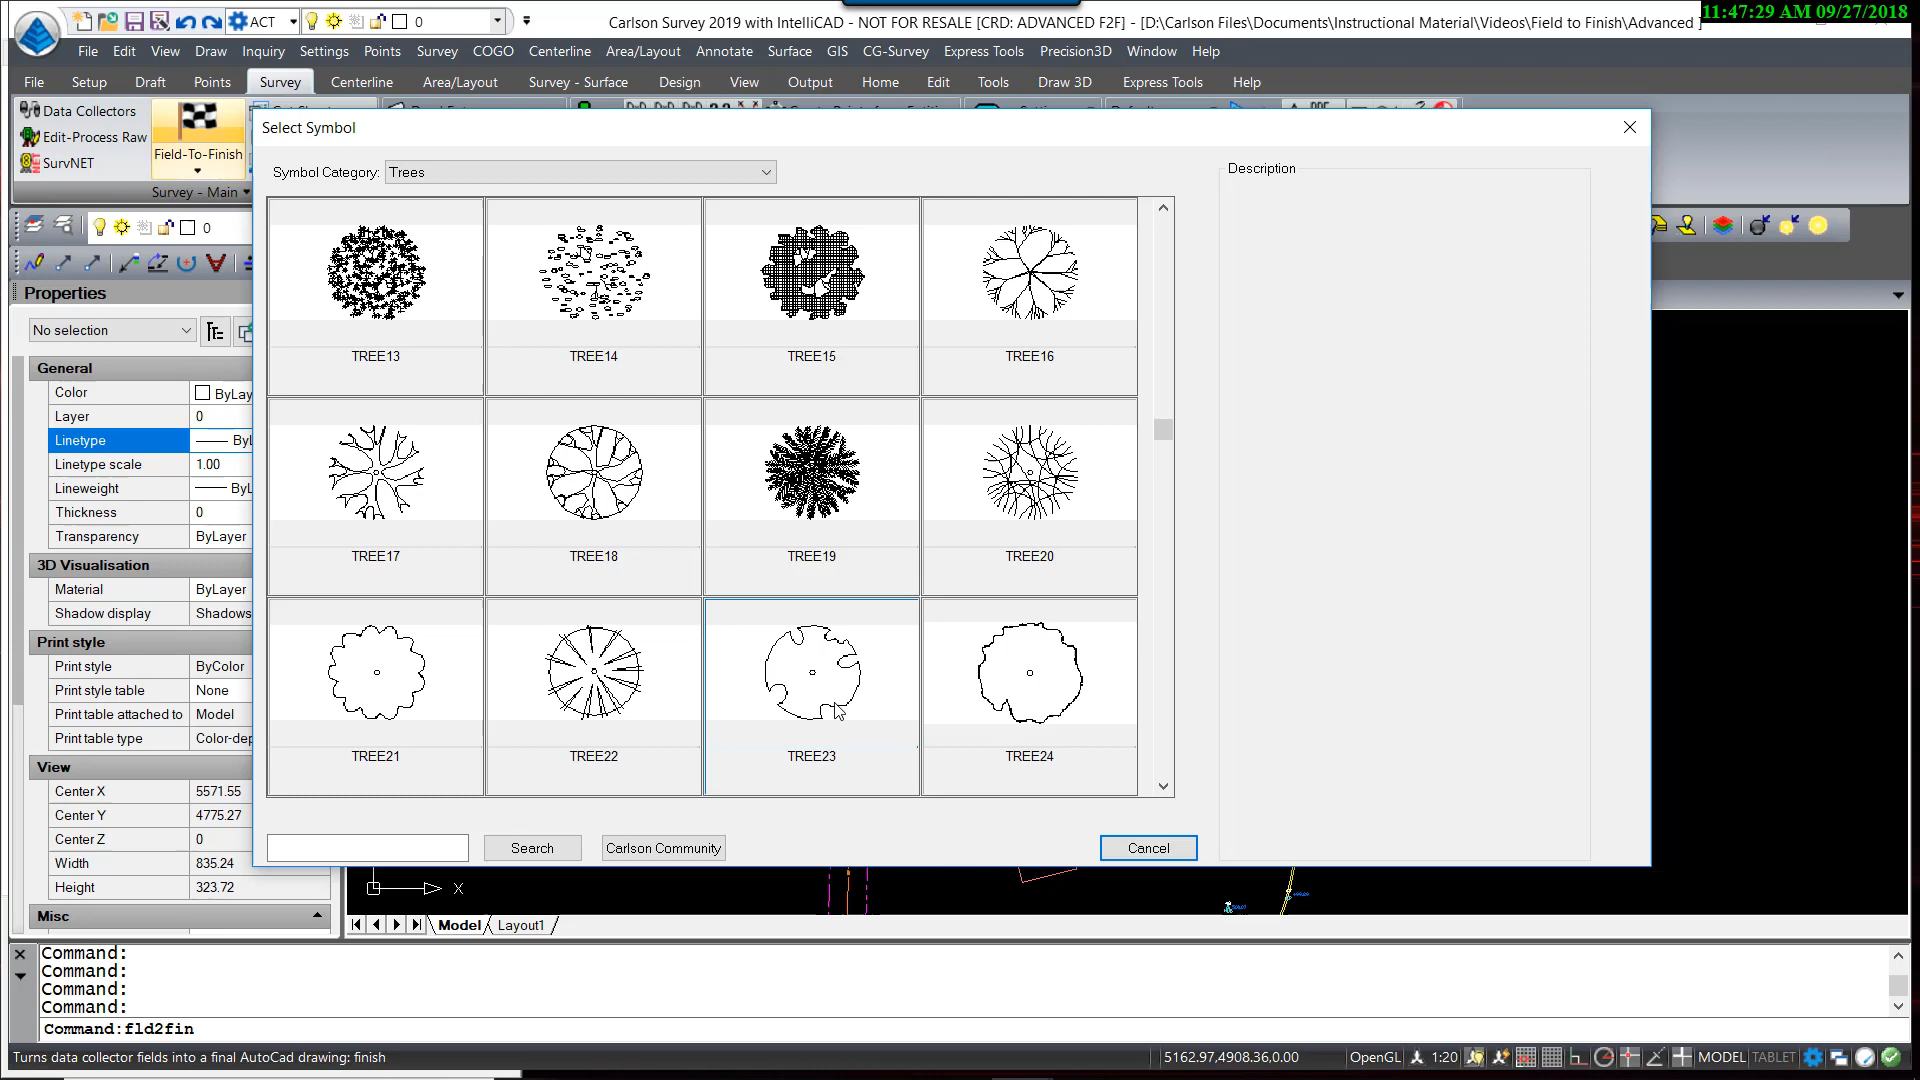 ACT
0
Carlson Survey 2019 with IntelliCAD - NOT FOR RESALE [CRD: ADVANCED F2F] - [D:\Carlson Files\Documents\Instructional Material\Videos\Field to Finish\Advanced ]
11:47:29 AM 09/27/2018
File Edit View Draw Inquiry Settings Points Survey COGO Centerline Area/Layout Annotate Surface GIS CG-Survey Express Tools Precision3D Window Help
File Setup Draft Points Survey Centerline Area/Layout Survey - Surface Design View Output Home Edit Tools Draw 3D Express Tools Help
Data Collectors
Edit-Process Raw
SurvNET
Field-To-Finish
Survey - Main
Select Symbol
Symbol Category: Trees
Description
0
TREE13 TREE14 TREE15 TREE16
TREE17 TREE18 TREE19 TREE20
TREE21 TREE22 TREE23 TREE24
Search
Carlson Community
Cancel
Properties
No selection
General
Color ByLay
Layer 0
Linetype ByL
Linetype scale 1.00
Lineweight ByL
Thickness 0
Transparency ByLayer
3D Visualisation
Material ByLayer
Shadow display Shadows
Print style
Print style ByColor
Print style table None
Print table attached to Model
Print table type Color-dep
View
Center X 5571.55
Center Y 4775.27
Center Z 0
Width 835.24
Height 323.72
Misc
X
Model Layout1
Command:
Command:
Command:
Command:
Command:fld2fin
Turns data collector fields into a final AutoCad drawing: finish
5162.97,4908.36,0.00 OpenGL 1:20 MODEL TABLET